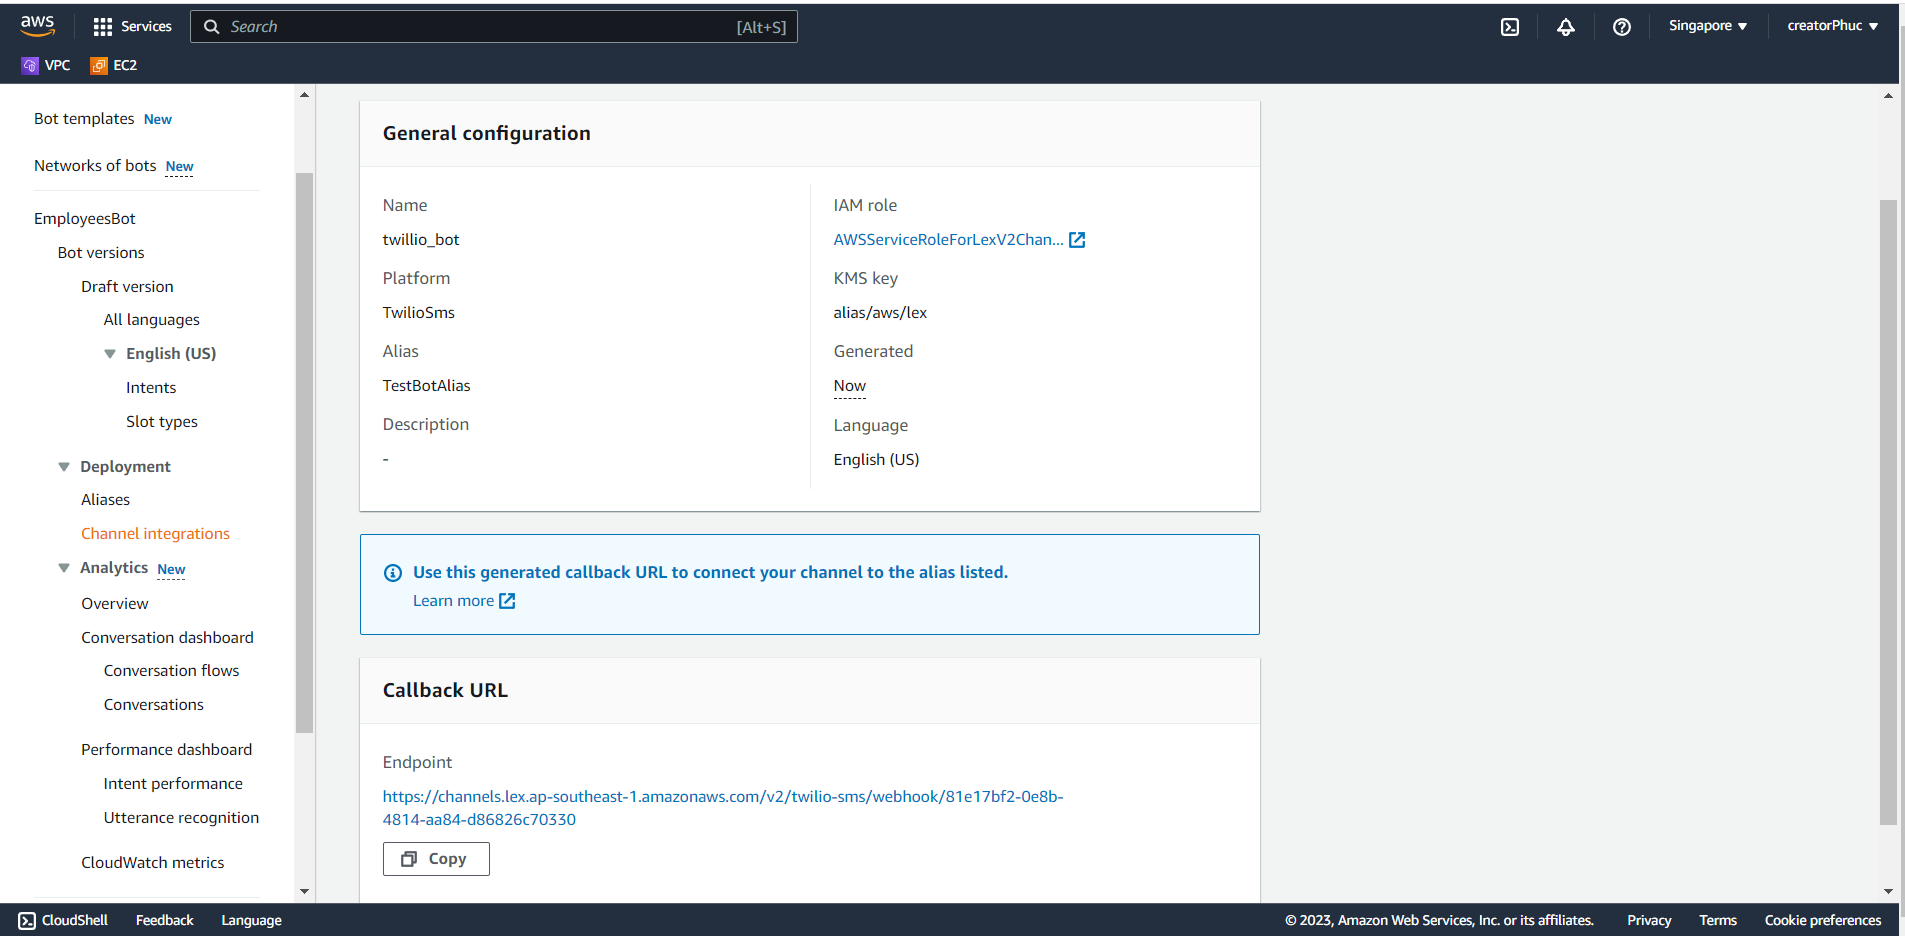 aws
Services
Search
[Alt+S]
Singapore
creatorPhuc
VPC
EC2
Bot templates New
Networks of bots New
EmployeesBot
Bot versions
Draft version
All languages
English (US)
Intents
Slot types
Deployment
Aliases
Channel integrations
Analytics New
Overview
Conversation dashboard
Conversation flows
Conversations
Performance dashboard
Intent performance
Utterance recognition
CloudWatch metrics
General configuration
Name
twillio_bot
Platform
TwilioSms
Alias
TestBotAlias
Description
-
IAM role
AWSServiceRoleForLexV2Chan...
KMS key
alias/aws/lex
Generated
Now
Language
English (US)
Use this generated callback URL to connect your channel to the alias listed.
Learn more
Callback URL
Endpoint
https://channels.lex.ap-southeast-1.amazonaws.com/v2/twilio-sms/webhook/81e17bf2-0e8b-
4814-aa84-d86826c70330
Copy
CloudShell
Feedback
Language
© 2023, Amazon Web Services, Inc. or its affiliates.
Privacy
Terms
Cookie preferences